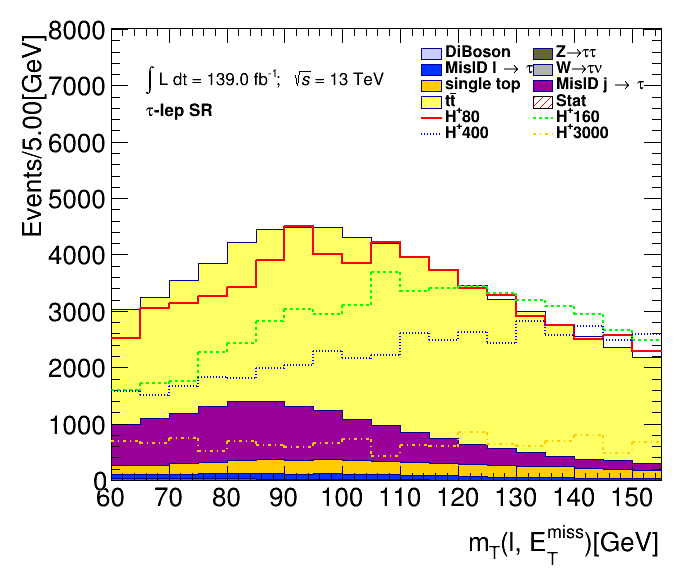 8000
7000
6000
5000
4000
3000
2000
1000
0
Events/5.00[GeV]
∫ L dt = 139.0 fb⁻¹; √s = 13 TeV
τ-lep SR
DiBoson Z→ττ
MisID l → τ W→τν
single top MisID j → τ
tt̄ Stat
H⁺80 H⁺160
H⁺400 H⁺3000
60 70 80 90 100 110 120 130 140 150
m_T(l, E_T^miss)[GeV]